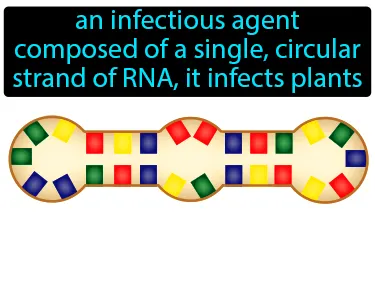 an infectious agent
composed of a single, circular
strand of RNA, it infects plants